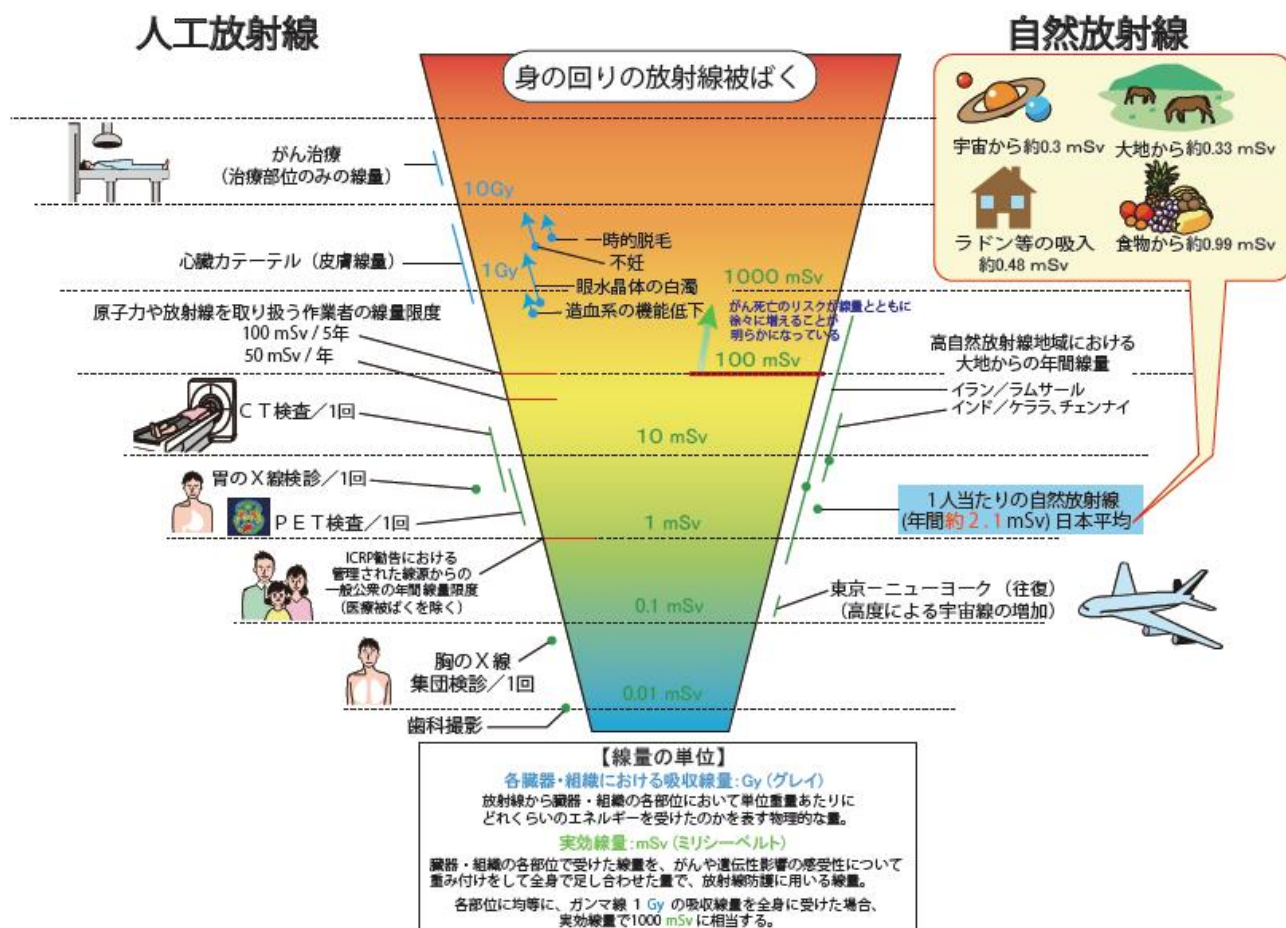 人工放射線
自然放射線
身の回りの放射線被ばく
宇宙から約0.3 mSv
大地から約0.33 mSv
ラドン等の吸入
約0.48 mSv
食物から約0.99 mSv
がん治療
(治療部位のみの線量)
10Gy
一時的脱毛
不妊
心臓カテーテル(皮膚線量)
1Gy
眼水晶体の白濁
造血系の機能低下
1000 mSv
がん死亡のリスクが線量とともに
徐々に増えることが
明らかになっている
原子力や放射線を取り扱う作業者の線量限度
100 mSv / 5年
50 mSv / 年
100 mSv
高自然放射線地域における
大地からの年間線量
イラン/ラムサール
インド/ケララ、チェンナイ
CT検査/1回
10 mSv
胃のX線検診/1回
PET検査/1回
1 mSv
1人当たりの自然放射線
(年間約2.1mSv) 日本平均
ICRP勧告における
管理された線源からの
一般公衆の年間線量限度
(医療被ばくを除く)
0.1 mSv
東京ーニューヨーク(往復)
(高度による宇宙線の増加)
胸のX線
集団検診/1回
0.01 mSv
歯科撮影
【線量の単位】
各臓器・組織における吸収線量:Gy(グレイ)
放射線から臓器・組織の各部位において単位重量あたりに
どれくらいのエネルギーを受けたのかを表す物理的な量。
実効線量:mSv(ミリシーベルト)
臓器・組織の各部位で受けた線量を、がんや遺伝性影響の感受性について
重み付けをして全身で足し合わせた量で、放射線防護に用いる線量。
各部位に均等に、ガンマ線 1 Gy の吸収線量を全身に受けた場合、
実効線量で1000 mSvに相当する。